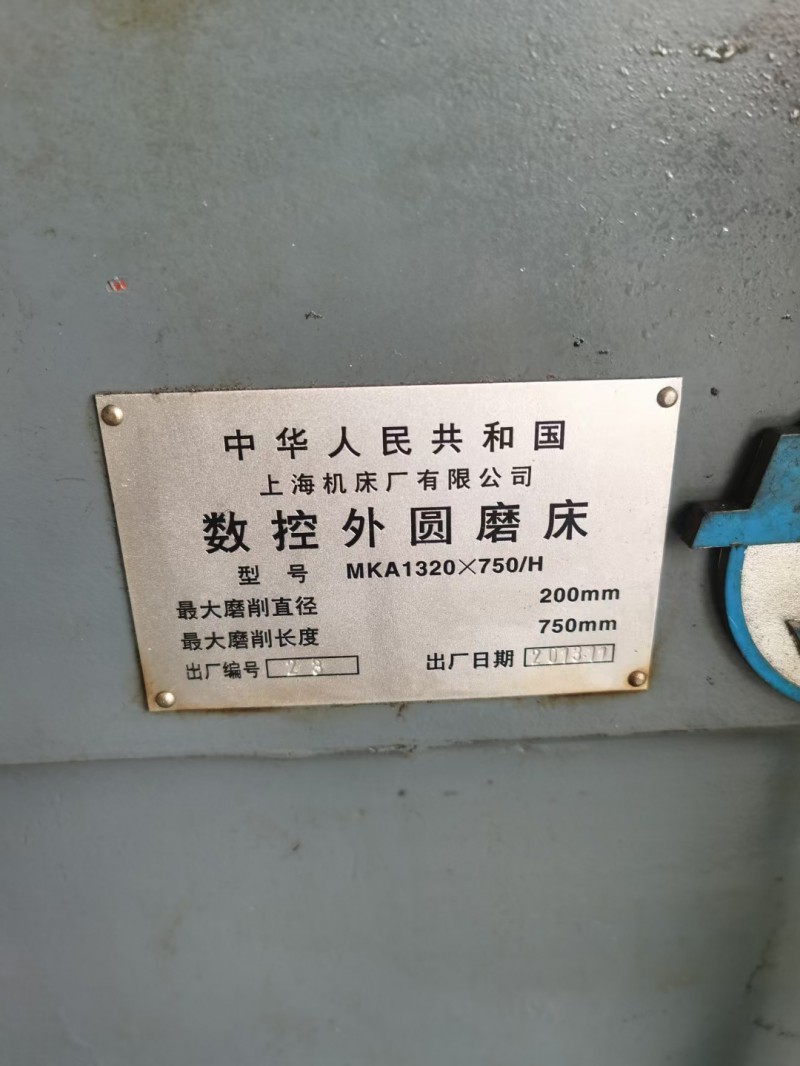 中华人民共和国
上海机床厂有限公司
数控外圆磨床
型号 MKA1320×750/H
最大磨削直径 200mm
最大磨削长度 750mm
出厂编号 28 出厂日期